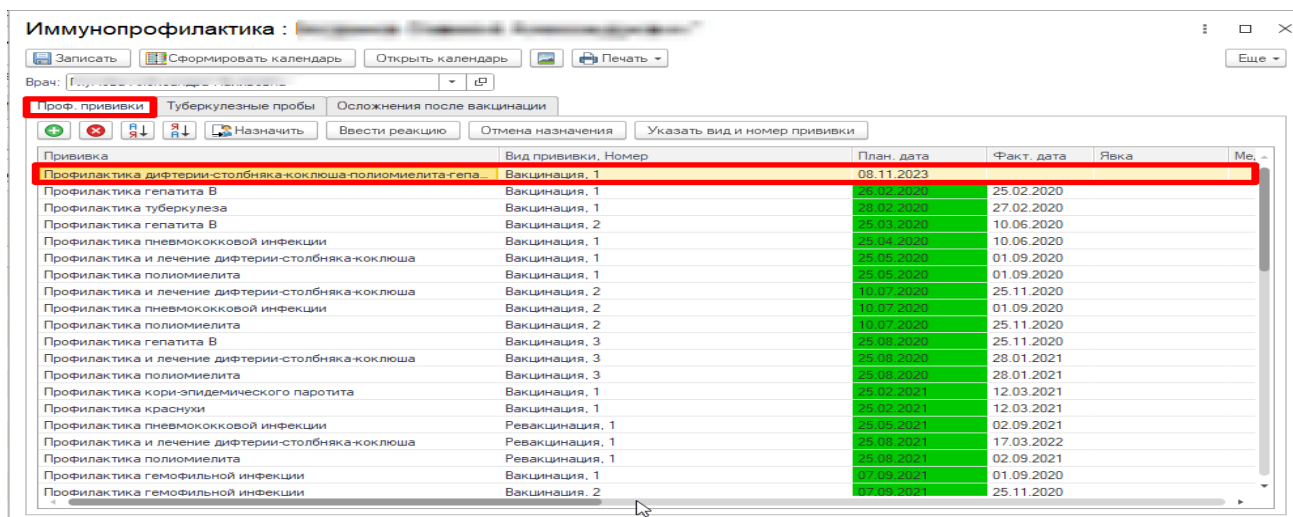 Иммунопрофилактика :
Записать Сформировать календарь Открыть календарь Печать Еще
Врач:
Проф. прививки Туберкулезные пробы Осложнения после вакцинации
Назначить Ввести реакцию Отмена назначения Указать вид и номер прививки
Прививка Вид прививки, Номер План. дата Факт. дата Явка Ме,
Профилактика дифтерии-столбняка-коклюша-полиомиелита-гепа... Вакцинация, 1 08.11.2023
Профилактика гепатита В Вакцинация, 1 26.02.2020 25.02.2020
Профилактика туберкулеза Вакцинация, 1 28.02.2020 27.02.2020
Профилактика гепатита В Вакцинация, 2 25.03.2020 10.06.2020
Профилактика пневмококковой инфекции Вакцинация, 1 25.04.2020 10.06.2020
Профилактика и лечение дифтерии-столбняка-коклюша Вакцинация, 1 25.05.2020 01.09.2020
Профилактика полиомиелита Вакцинация, 1 25.05.2020 01.09.2020
Профилактика и лечение дифтерии-столбняка-коклюша Вакцинация, 2 10.07.2020 25.11.2020
Профилактика пневмококковой инфекции Вакцинация, 2 10.07.2020 01.09.2020
Профилактика полиомиелита Вакцинация, 2 10.07.2020 25.11.2020
Профилактика гепатита В Вакцинация, 3 25.08.2020 25.11.2020
Профилактика и лечение дифтерии-столбняка-коклюша Вакцинация, 3 25.08.2020 28.01.2021
Профилактика полиомиелита Вакцинация, 3 25.08.2020 28.01.2021
Профилактика кори-эпидемического паротита Вакцинация, 1 25.02.2021 12.03.2021
Профилактика краснухи Вакцинация, 1 25.02.2021 12.03.2021
Профилактика пневмококковой инфекции Ревакцинация, 1 25.05.2021 02.09.2021
Профилактика и лечение дифтерии-столбняка-коклюша Ревакцинация, 1 25.08.2021 17.03.2022
Профилактика полиомиелита Ревакцинация, 1 25.08.2021 02.09.2021
Профилактика гемофильной инфекции Вакцинация, 1 07.09.2021 01.09.2020
Профилактика гемофильной инфекции Вакцинация. 2 07.09.2021 25.11.2020